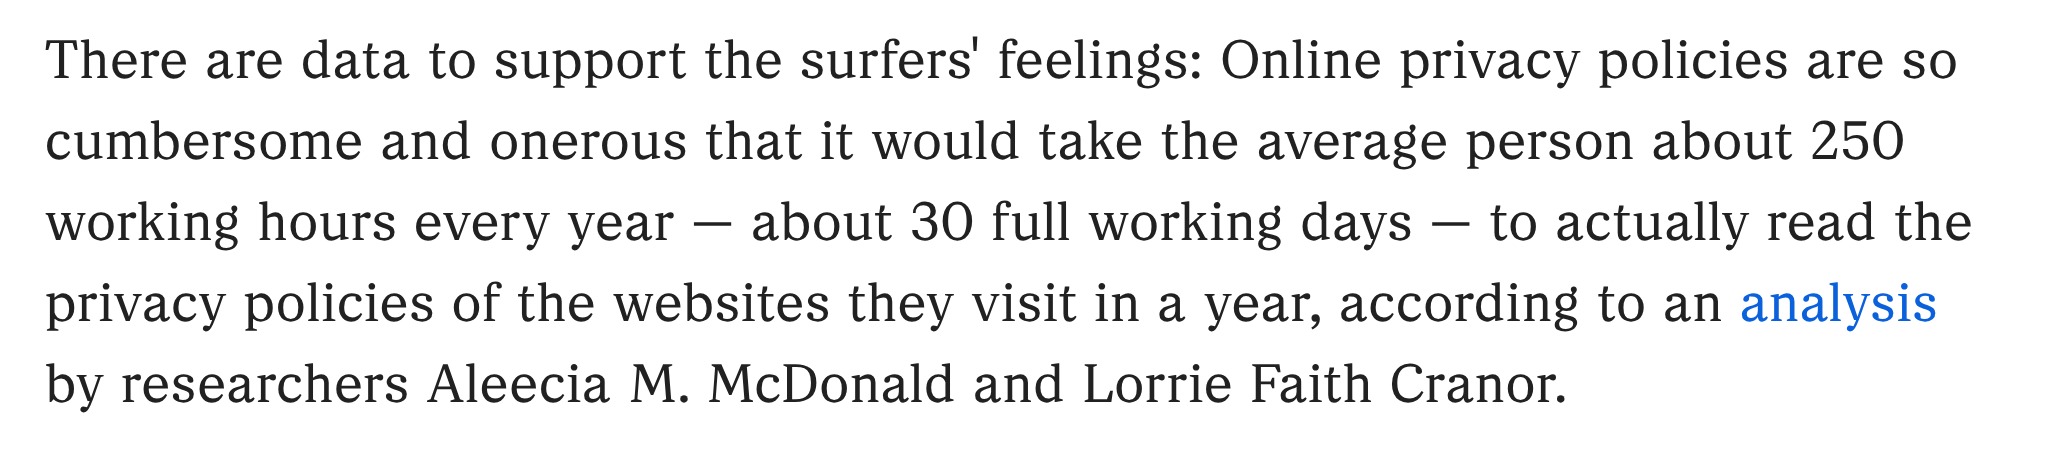 There are data to support the surfers' feelings: Online privacy policies are so
cumbersome and onerous that it would take the average person about 250
working hours every year — about 30 full working days — to actually read the
privacy policies of the websites they visit in a year, according to an analysis
by researchers Aleecia M. McDonald and Lorrie Faith Cranor.